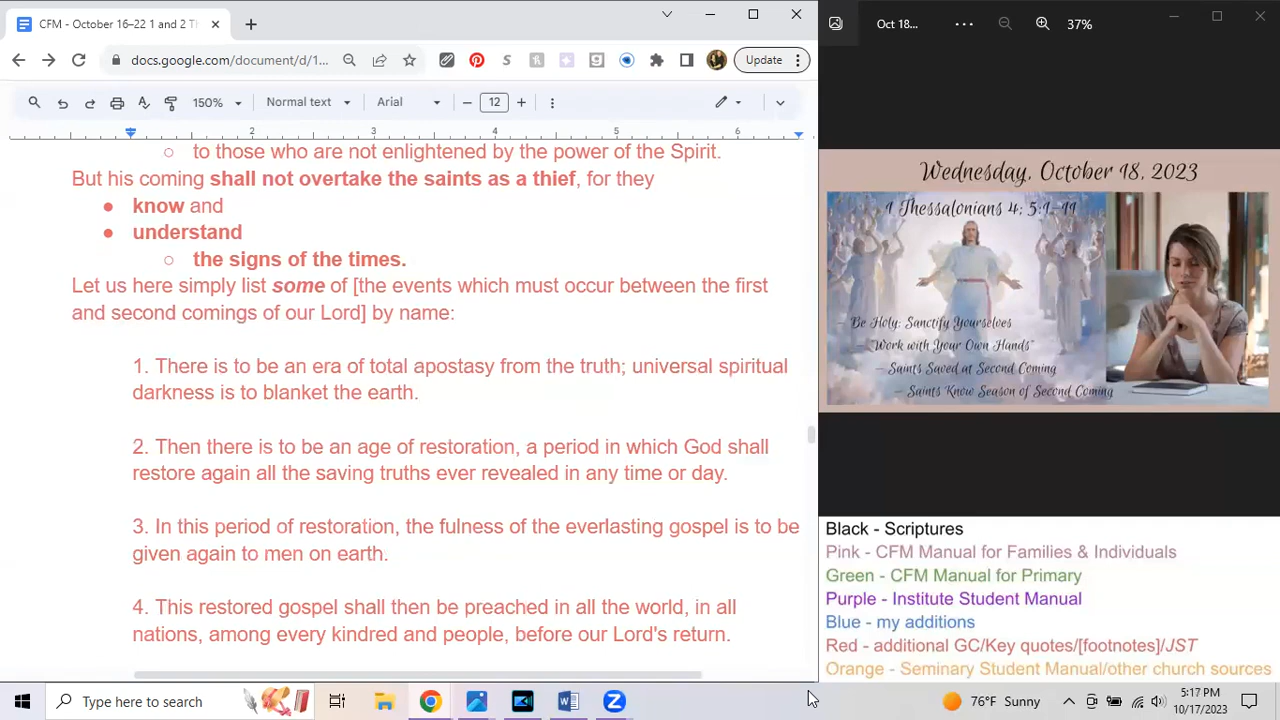 CFM - October 16–22 1 and 2 Th
docs.google.com/document/d/1...
Update
150%
Normal text
Arial
12
2
3
4
5
6
to those who are not enlightened by the power of the Spirit.
But his coming shall not overtake the saints as a thief, for they
know and
understand
the signs of the times.
Let us here simply list some of [the events which must occur between the first
and second comings of our Lord] by name:
1. There is to be an era of total apostasy from the truth; universal spiritual
darkness is to blanket the earth.
2. Then there is to be an age of restoration, a period in which God shall
restore again all the saving truths ever revealed in any time or day.
3. In this period of restoration, the fulness of the everlasting gospel is to be
given again to men on earth.
4. This restored gospel shall then be preached in all the world, in all
nations, among every kindred and people, before our Lord's return.
Oct 18...
37%
Wednesday, October 18, 2023
1 Thessalonians 4; 5:1-11
- Be Holy: Sanctify Yourselves
- "Work with Your Own Hands"
- Saints Saved at Second Coming
- Saints Know Season of Second Coming
Black - Scriptures
Pink - CFM Manual for Families & Individuals
Green - CFM Manual for Primary
Purple - Institute Student Manual
Blue - my additions
Red - additional GC/Key quotes/[footnotes]/JST
Orange - Seminary Student Manual/other church sources
Type here to search
76°F Sunny
5:17 PM
10/17/2023